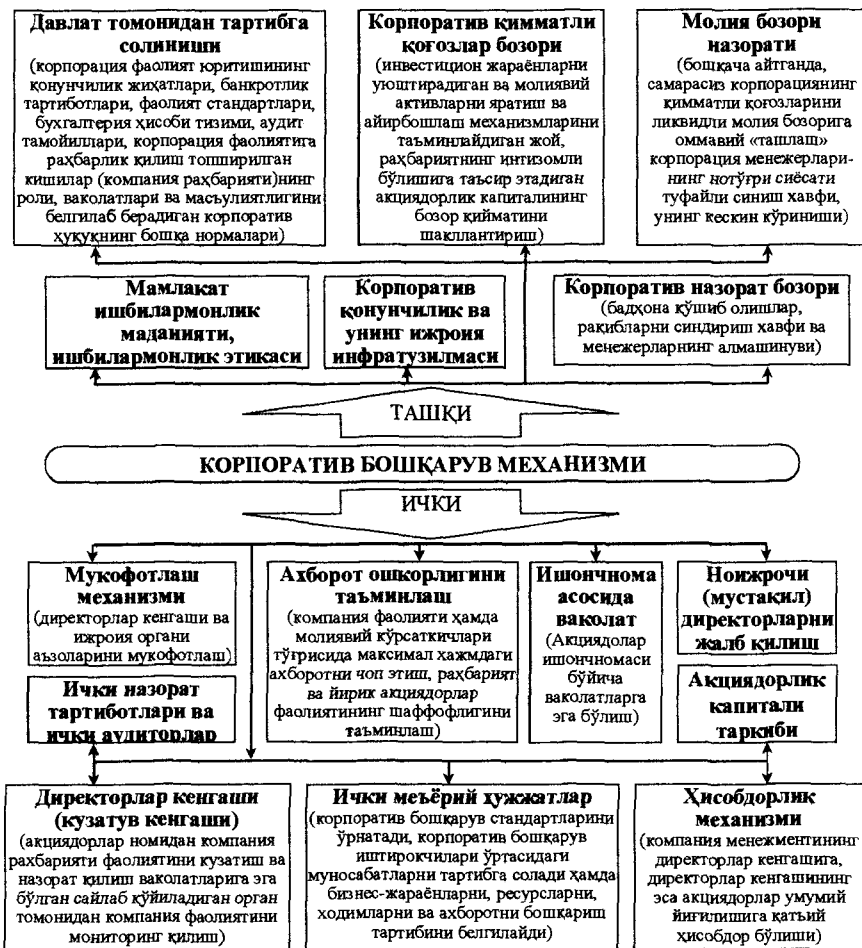 Давлат томонидан тартибга
солиниши
(корпорация фаолият юритишининг
қонунчилик жиҳатлари, банкротлик
тартиботлари, фаолият стандартлари,
бухгалтерия ҳисоби тизими, аудит
тамойиллари, корпорация фаолиятига
раҳбарлик қилиш топширилган
кишилар (компания раҳбарияти)нинг
роли, ваколатлари ва масъулиятлигини
белгилаб берадиган корпоратив
ҳуқуқнинг бошқа нормалари)
Корпоратив қимматли
қоғозлар бозори
(инвестицион жараёнларни
уюштирадиган ва молиявий
активларни яратиш ва
айирбошлаш механизмларини
таъминлайдиган жой,
раҳбариятнинг интизомли
бўлишига таъсир этадиган
акциядорлик капиталининг
бозор қийматини
шакллантириш)
Молия бозори
назорати
(бошқача айтганда,
самарасиз корпорациянинг
қимматли қоғозларини
ликвидли молия бозорига
оммавий «ташлаш»
корпорация менежерлари-
нинг нотўғри сиёсати
туфайли синиш хавфи,
унинг кескин кўриниши)
Мамлакат
ишбилармонлик
маданияти,
ишбилармонлик этикаси
Корпоратив
қонунчилик ва
унинг ижроия
инфратузилмаси
Корпоратив назорат бозори
(бадҳона қўшиб олишлар,
рақибларни синдириш хавфи ва
менежерларнинг алмашинуви)
ТАШҚИ
КОРПОРАТИВ БОШҚАРУВ МЕХАНИЗМИ
ИЧКИ
Мукофотлаш
механизми
(директорлар кенгаши ва
ижроия органи
аъзоларини мукофотлаш)
Ички назорат
тартиботлари ва
ички аудиторлар
Ахборот ошкорлигини
таъминлаш
(компания фаолияти ҳамда
молиявий кўрсаткичлари
тўғрисида максимал хажмдаги
ахборотни чоп этиш, раҳбарият
ва йирик акциядорлар
фаолиятининг шаффофлигини
таъминлаш)
Ишончнома
асосида
ваколат
(Акциядолар
ишончномаси
бўйича
ваколатларга
эга бўлиш)
Ноижрочи
(мустақил)
директорларни
жалб қилиш
Акциядорлик
капитали
таркиби
Директорлар кенгаши
(кузатув кенгаши)
(акциядорлар номидан компания
рахбарияти фаолиятини кузатиш ва
назорат қилиш ваколатларига эга
бўлган сайлаб қўйиладиган орган
томонидан компания фаолиятини
мониторинг қилиш)
Ички меъёрий ҳужжатлар
(корпоратив бошқарув стандартларини
ўрнатади, корпоратив бошқарув
иштирокчилари ўртасидаги
муносабатларни тартибга солади ҳамда
бизнес-жараёнларни, ресурсларни,
ходимларни ва ахборотни бошқариш
тартибини белгилайди)
Ҳисобдорлик
механизми
(компания менежментининг
директорлар кенгашига,
директорлар кенгашининг
эса акциядорлар умумий
йиғилишига қатъий
ҳисобдор бўлиши)